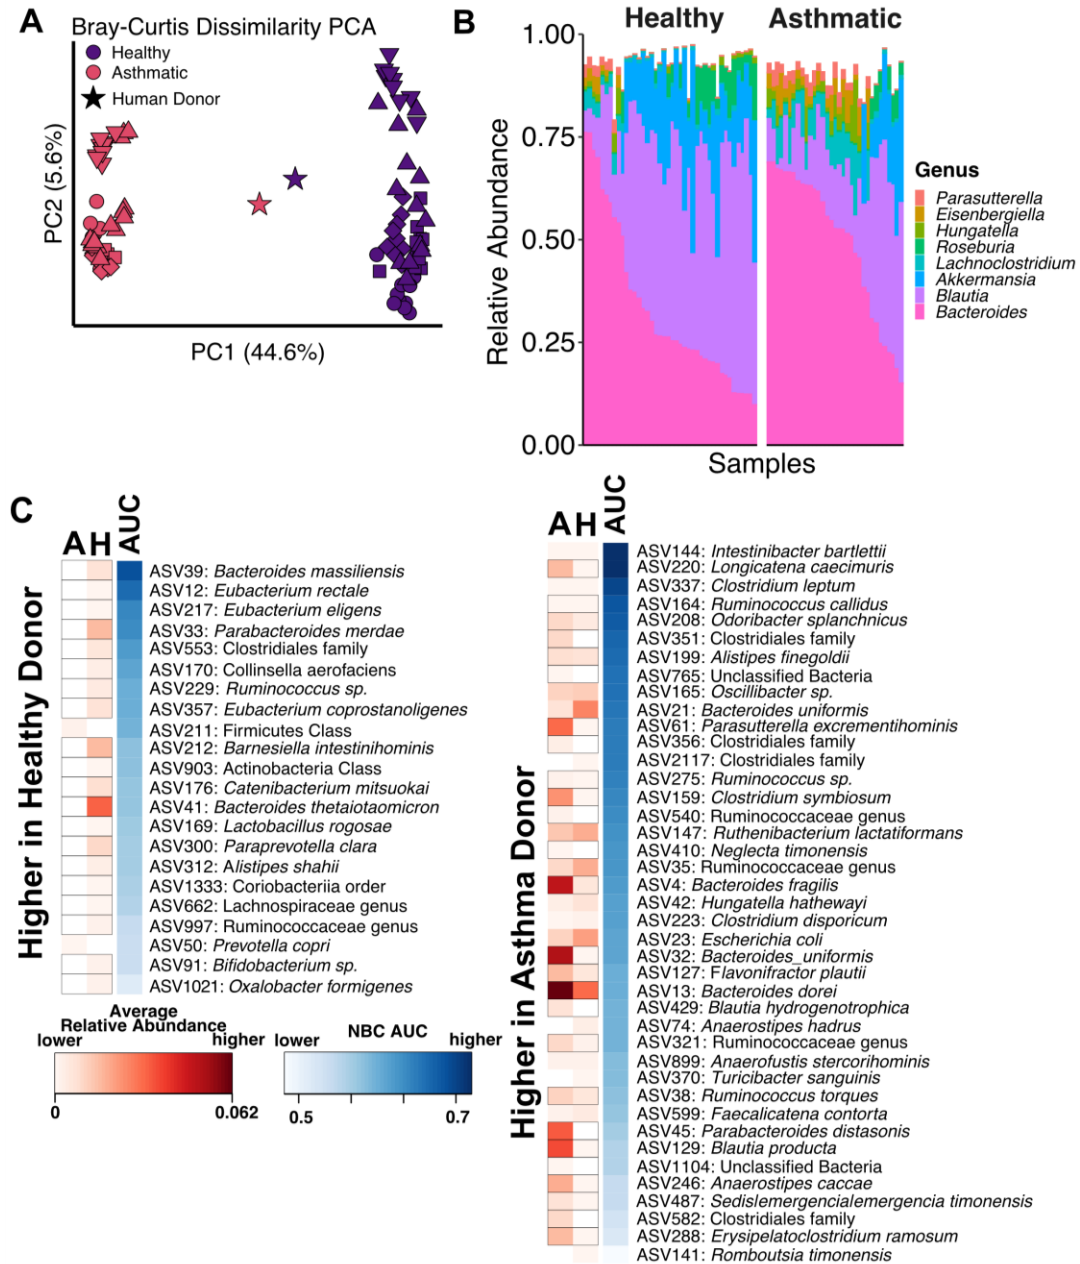 A
Bray-Curtis Dissimilarity PCA
Healthy
Asthmatic
Human Donor
PC2 (5.6%)
PC1 (44.6%)
B
Healthy
Asthmatic
1.00
0.75
0.50
0.25
0.00
Relative Abundance
Samples
Genus
Parasutterella
Eisenbergiella
Hungatella
Roseburia
Lachnoclostridium
Akkermansia
Blautia
Bacteroides
C
Higher in Healthy Donor
A H AUC
ASV39: Bacteroides massiliensis
ASV12: Eubacterium rectale
ASV217: Eubacterium eligens
ASV33: Parabacteroides merdae
ASV553: Clostridiales family
ASV170: Collinsella aerofaciens
ASV229: Ruminococcus sp.
ASV357: Eubacterium coprostanoligenes
ASV211: Firmicutes Class
ASV212: Barnesiella intestinihominis
ASV903: Actinobacteria Class
ASV176: Catenibacterium mitsuokai
ASV41: Bacteroides thetaiotaomicron
ASV169: Lactobacillus rogosae
ASV300: Paraprevotella clara
ASV312: Alistipes shahii
ASV1333: Coriobacteriia order
ASV662: Lachnospiraceae genus
ASV997: Ruminococcaceae genus
ASV50: Prevotella copri
ASV91: Bifidobacterium sp.
ASV1021: Oxalobacter formigenes
Average
Relative Abundance
lower higher
0 0.062
NBC AUC
lower higher
0.5 0.7
Higher in Asthma Donor
A H AUC
ASV144: Intestinibacter bartlettii
ASV220: Longicatena caecimuris
ASV337: Clostridium leptum
ASV164: Ruminococcus callidus
ASV208: Odoribacter splanchnicus
ASV351: Clostridiales family
ASV199: Alistipes finegoldii
ASV765: Unclassified Bacteria
ASV165: Oscillibacter sp.
ASV21: Bacteroides uniformis
ASV61: Parasutterella excrementihominis
ASV356: Clostridiales family
ASV2117: Clostridiales family
ASV275: Ruminococcus sp.
ASV159: Clostridium symbiosum
ASV540: Ruminococcaceae genus
ASV147: Ruthenibacterium lactatiformans
ASV410: Neglecta timonensis
ASV35: Ruminococcaceae genus
ASV4: Bacteroides fragilis
ASV42: Hungatella hathewayi
ASV223: Clostridium disporicum
ASV23: Escherichia coli
ASV32: Bacteroides_uniformis
ASV127: Flavonifractor plautii
ASV13: Bacteroides dorei
ASV429: Blautia hydrogenotrophica
ASV74: Anaerostipes hadrus
ASV321: Ruminococcaceae genus
ASV899: Anaerofustis stercorihominis
ASV370: Turicibacter sanguinis
ASV38: Ruminococcus torques
ASV599: Faecalicatena contorta
ASV45: Parabacteroides distasonis
ASV129: Blautia producta
ASV1104: Unclassified Bacteria
ASV246: Anaerostipes caccae
ASV487: Sedislemergencialemergencia timonensis
ASV582: Clostridiales family
ASV288: Erysipelatoclostridium ramosum
ASV141: Romboutsia timonensis